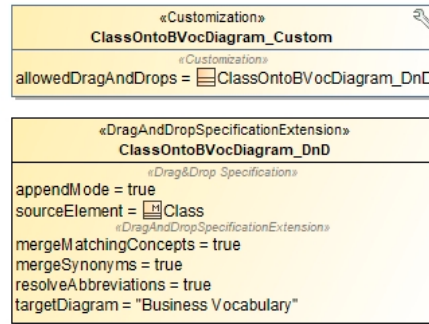 «Customization»
ClassOntoBVocDiagram_Custom
«Customization»
allowedDragAndDrops = ClassOntoBVocDiagram_DnD
«DragAndDropSpecificationExtension»
ClassOntoBVocDiagram_DnD
«Drag&Drop Specification»
appendMode = true
sourceElement = Class
«DragAndDropSpecificationExtension»
mergeMatchingConcepts = true
mergeSynonyms = true
resolveAbbreviations = true
targetDiagram = "Business Vocabulary"